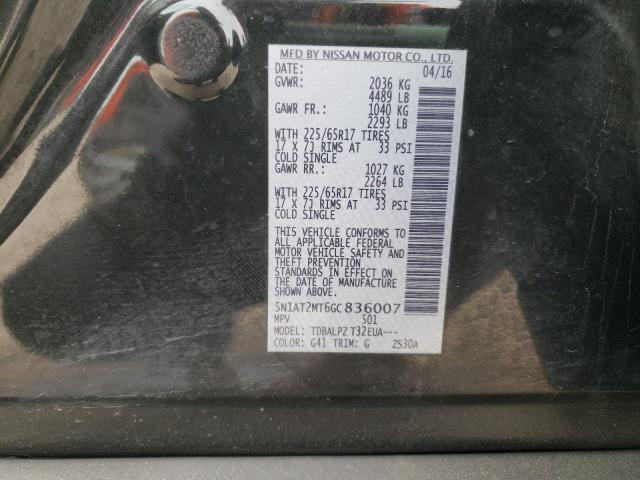 MFD BY NISSAN MOTOR CO., LTD.
DATE: 04/16
GVWR: 2036 KG
4489 LB
GAWR FR.: 1040 KG
2293 LB
WITH 225/65R17 TIRES
17 X 7J RIMS AT 33 PSI
COLD SINGLE
GAWR RR.: 1027 KG
2264 LB
WITH 225/65R17 TIRES
17 X 7J RIMS AT 33 PSI
COLD SINGLE
THIS VEHICLE CONFORMS TO
ALL APPLICABLE FEDERAL
MOTOR VEHICLE SAFETY AND
THEFT PREVENTION
STANDARDS IN EFFECT ON
THE DATE OF MANUFACTURE
SHOWN ABOVE.
5N1AT2MT6GC836007
MPV 501
MODEL: TDBALPZ T32EUA---
COLOR: G41 TRIM: G ZS30A